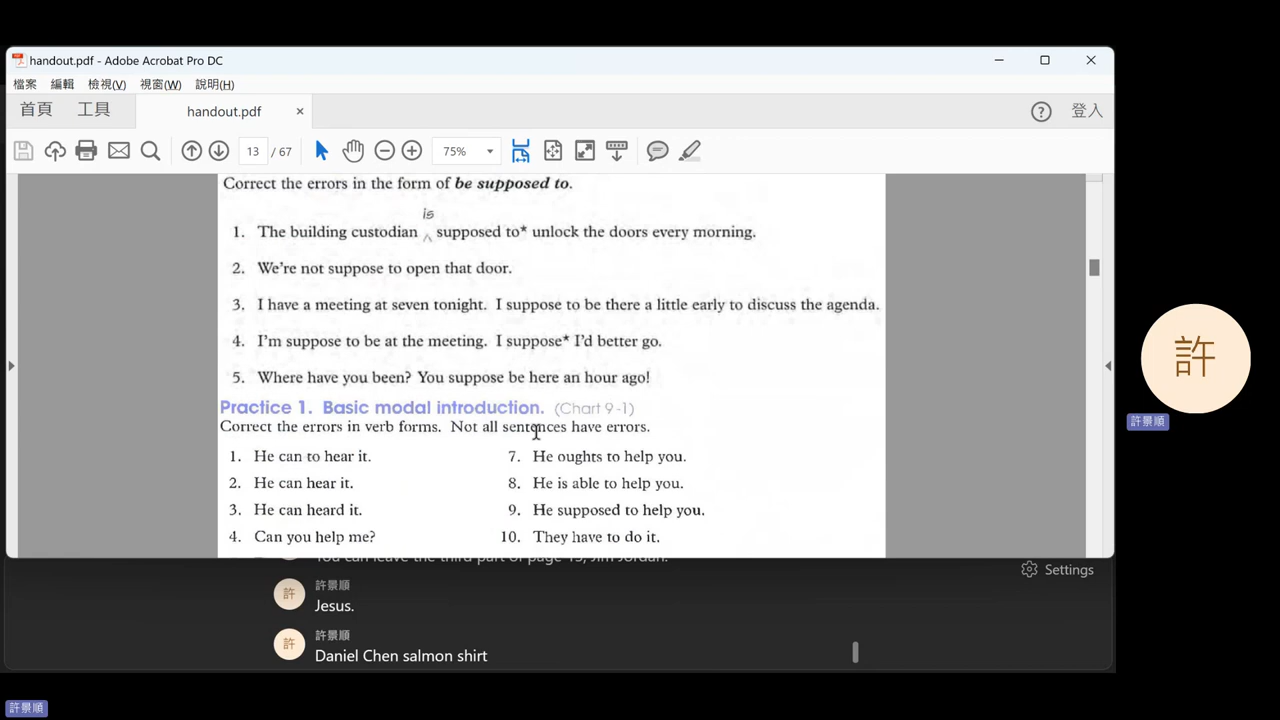 handout.pdf - Adobe Acrobat Pro DC
檔案 編輯 檢視(V) 視窗(W) 說明(H)
首頁 工具 handout.pdf × 登入
13 / 67 75%
Correct the errors in the form of be supposed to.
is
1. The building custodian ^ supposed to* unlock the doors every morning.
2. We're not suppose to open that door.
3. I have a meeting at seven tonight. I suppose to be there a little early to discuss the agenda.
4. I'm suppose to be at the meeting. I suppose* I'd better go.
5. Where have you been? You suppose be here an hour ago!
Practice 1. Basic modal introduction. (Chart 9-1)
Correct the errors in verb forms. Not all sentences have errors.
1. He can to hear it. 7. He oughts to help you.
2. He can hear it. 8. He is able to help you.
3. He can heard it. 9. He supposed to help you.
4. Can you help me? 10. They have to do it.
Settings
許 許景順
Jesus.
許 許景順
Daniel Chen salmon shirt
許
許景順
許景順